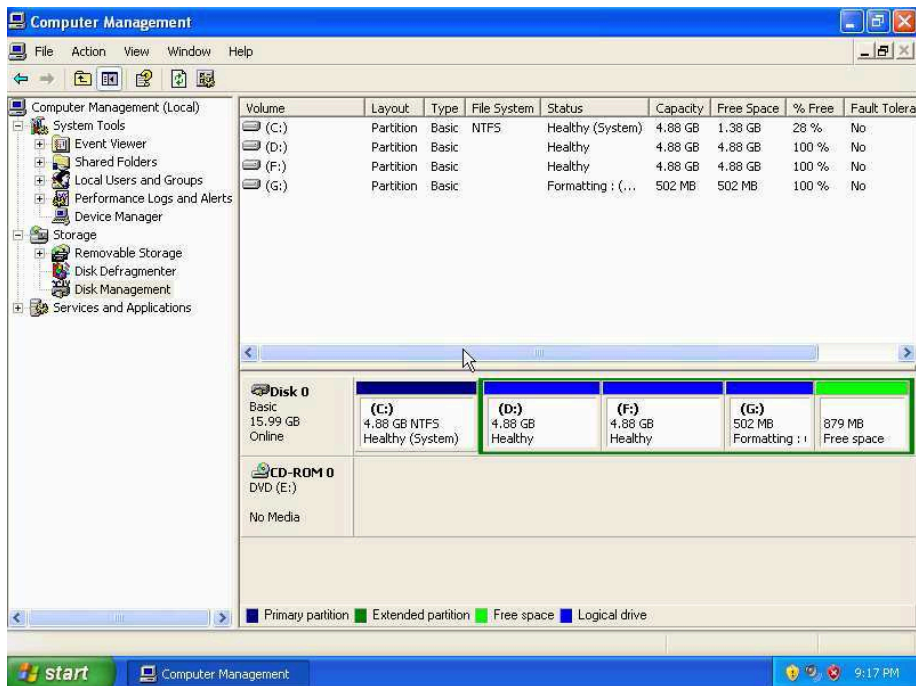 Computer Management
File Action View Window Help
Computer Management (Local)
System Tools
Event Viewer
Shared Folders
Local Users and Groups
Performance Logs and Alerts
Device Manager
Storage
Removable Storage
Disk Defragmenter
Disk Management
Services and Applications
Volume Layout Type File System Status Capacity Free Space % Free Fault Tolera
(C:) Partition Basic NTFS Healthy (System) 4.88 GB 1.38 GB 28 % No
(D:) Partition Basic Healthy 4.88 GB 4.88 GB 100 % No
(F:) Partition Basic Healthy 4.88 GB 4.88 GB 100 % No
(G:) Partition Basic Formatting : (... 502 MB 502 MB 100 % No
Disk 0
Basic
15.99 GB
Online
(C:)
4.88 GB NTFS
Healthy (System)
(D:)
4.88 GB
Healthy
(F:)
4.88 GB
Healthy
(G:)
502 MB
Formatting :
879 MB
Free space
CD-ROM 0
DVD (E:)
No Media
Primary partition Extended partition Free space Logical drive
start Computer Management 9:17 PM